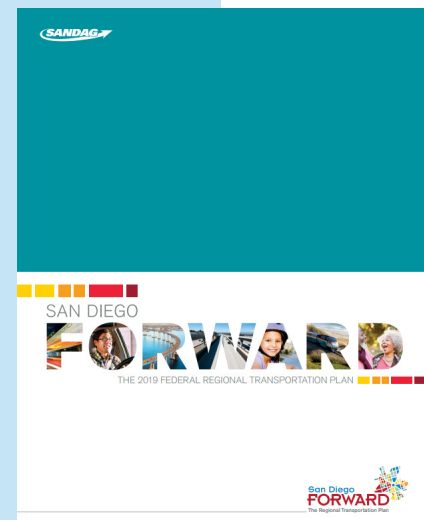 SANDAG
SAN DIEGO
FORWARD
THE 2019 FEDERAL REGIONAL TRANSPORTATION PLAN
San Diego
FORWARD
The Regional Transportation Plan